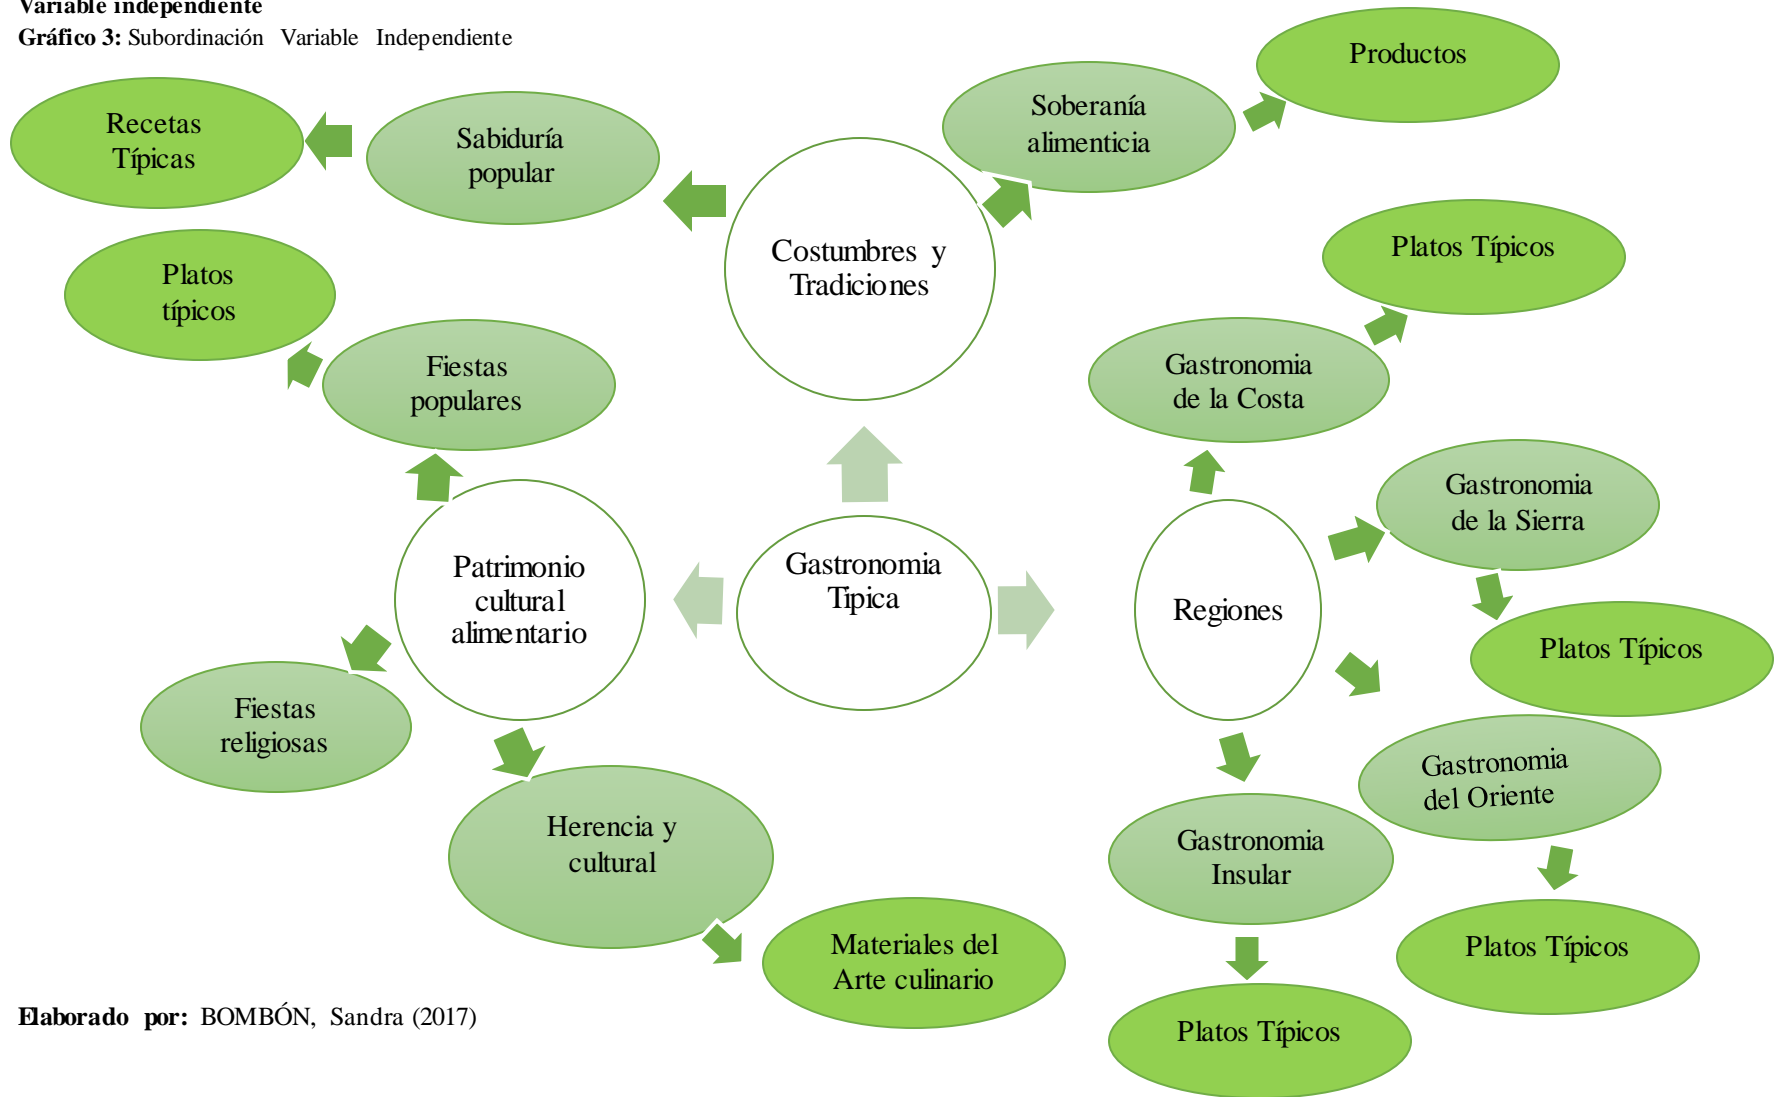 Variable independiente
Gráfico 3: Subordinación Variable Independiente
Productos
Soberanía
alimenticia
Recetas
Típicas
Sabiduría
popular
Costumbres y
Tradiciones
Platos Típicos
Platos
típicos
Fiestas
populares
Gastronomia
de la Costa
Gastronomia
de la Sierra
Patrimonio
cultural
alimentario
Gastronomia
Tipica
Regiones
Platos Típicos
Fiestas
religiosas
Gastronomia
del Oriente
Herencia y
cultural
Gastronomia
Insular
Materiales del
Arte culinario
Platos Típicos
Platos Típicos
Elaborado por: BOMBÓN, Sandra (2017)